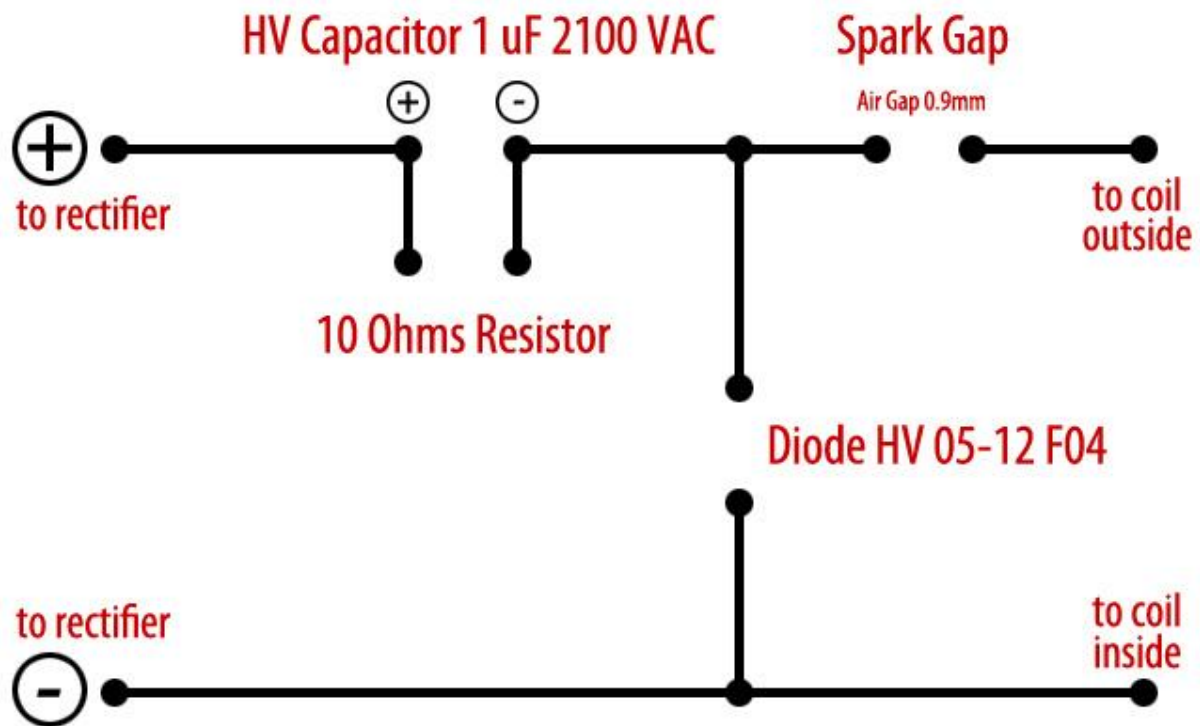 HV Capacitor 1 uF 2100 VAC
Spark Gap
+
-
Air Gap 0.9mm
+
to rectifier
to coil
outside
10 Ohms Resistor
Diode HV 05-12 F04
to rectifier
to coil
inside
-